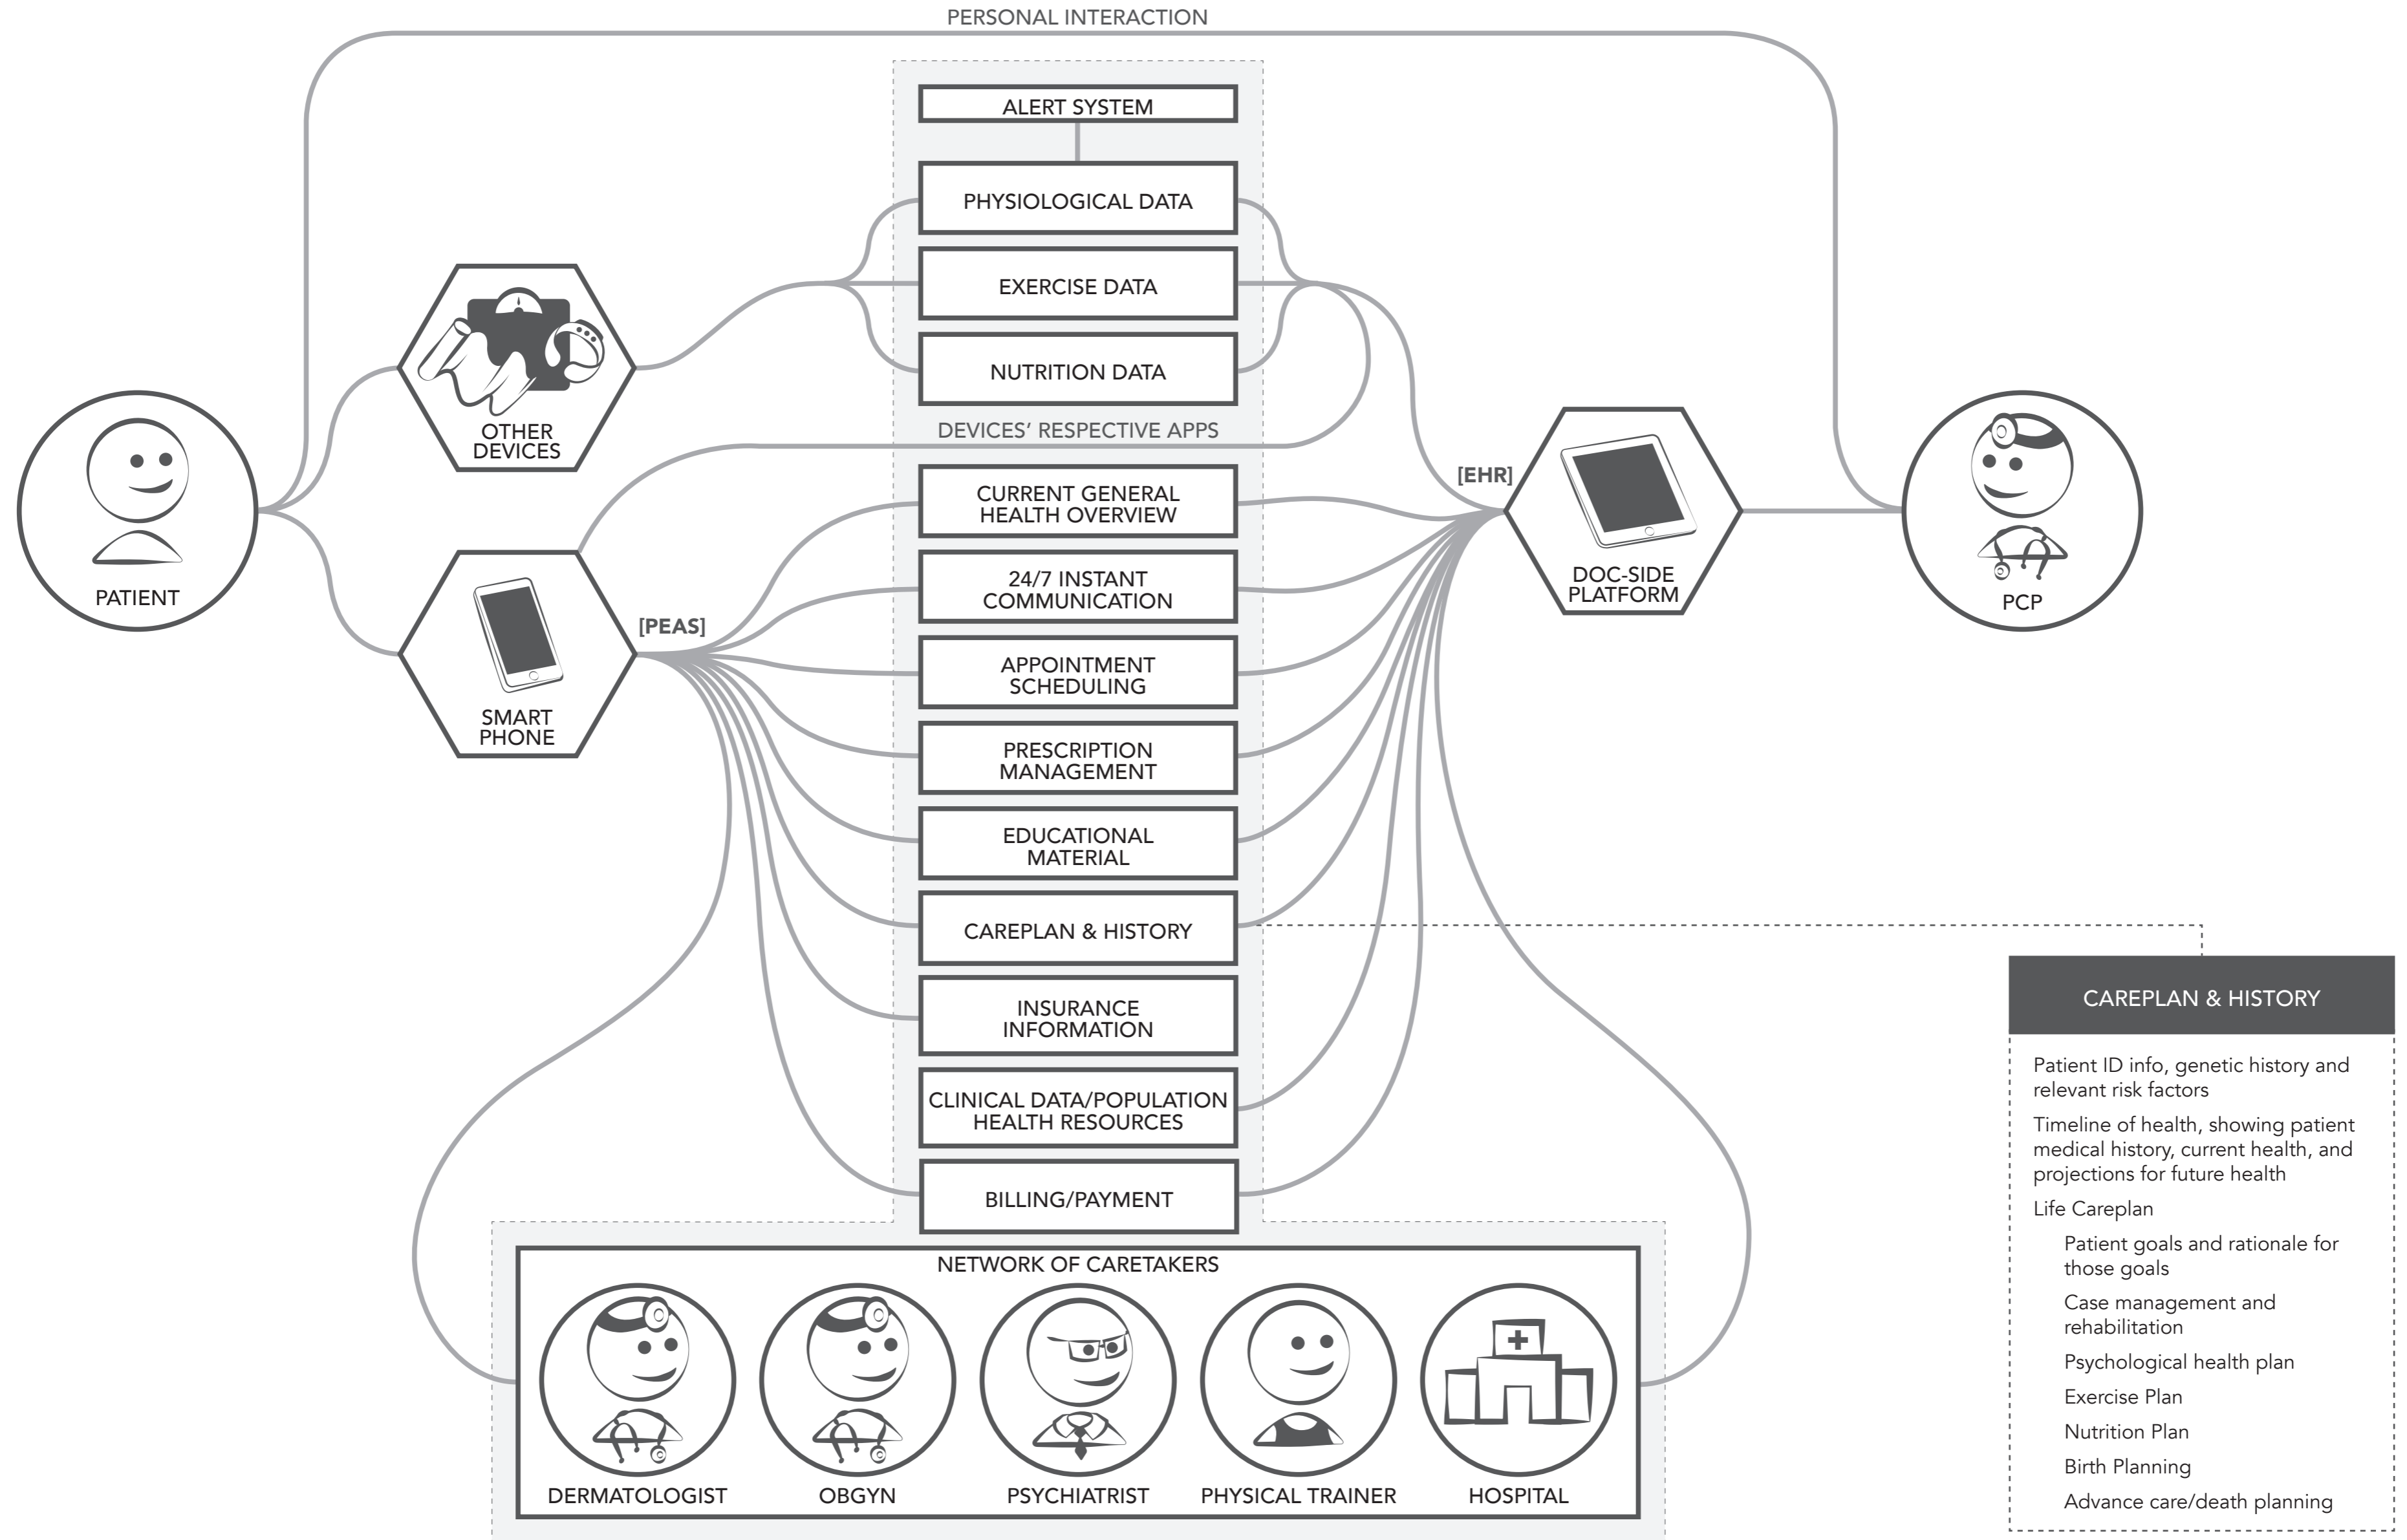 PERSONAL INTERACTION
ALERT SYSTEM
PHYSIOLOGICAL DATA
EXERCISE DATA
NUTRITION DATA
DEVICES’ RESPECTIVE APPS
OTHER
DEVICES
PATIENT
[PEAS]
SMART
PHONE
CURRENT GENERAL
HEALTH OVERVIEW
24/7 INSTANT
COMMUNICATION
APPOINTMENT
SCHEDULING
PRESCRIPTION
MANAGEMENT
EDUCATIONAL
MATERIAL
CAREPLAN & HISTORY
INSURANCE
INFORMATION
CLINICAL DATA/POPULATION
HEALTH RESOURCES
BILLING/PAYMENT
[EHR]
DOC-SIDE
PLATFORM
PCP
NETWORK OF CARETAKERS
DERMATOLOGIST
OBGYN
PSYCHIATRIST
PHYSICAL TRAINER
HOSPITAL
CAREPLAN & HISTORY
Patient ID info, genetic history and
relevant risk factors
Timeline of health, showing patient
medical history, current health, and
projections for future health
Life Careplan
Patient goals and rationale for
those goals
Case management and
rehabilitation
Psychological health plan
Exercise Plan
Nutrition Plan
Birth Planning
Advance care/death planning